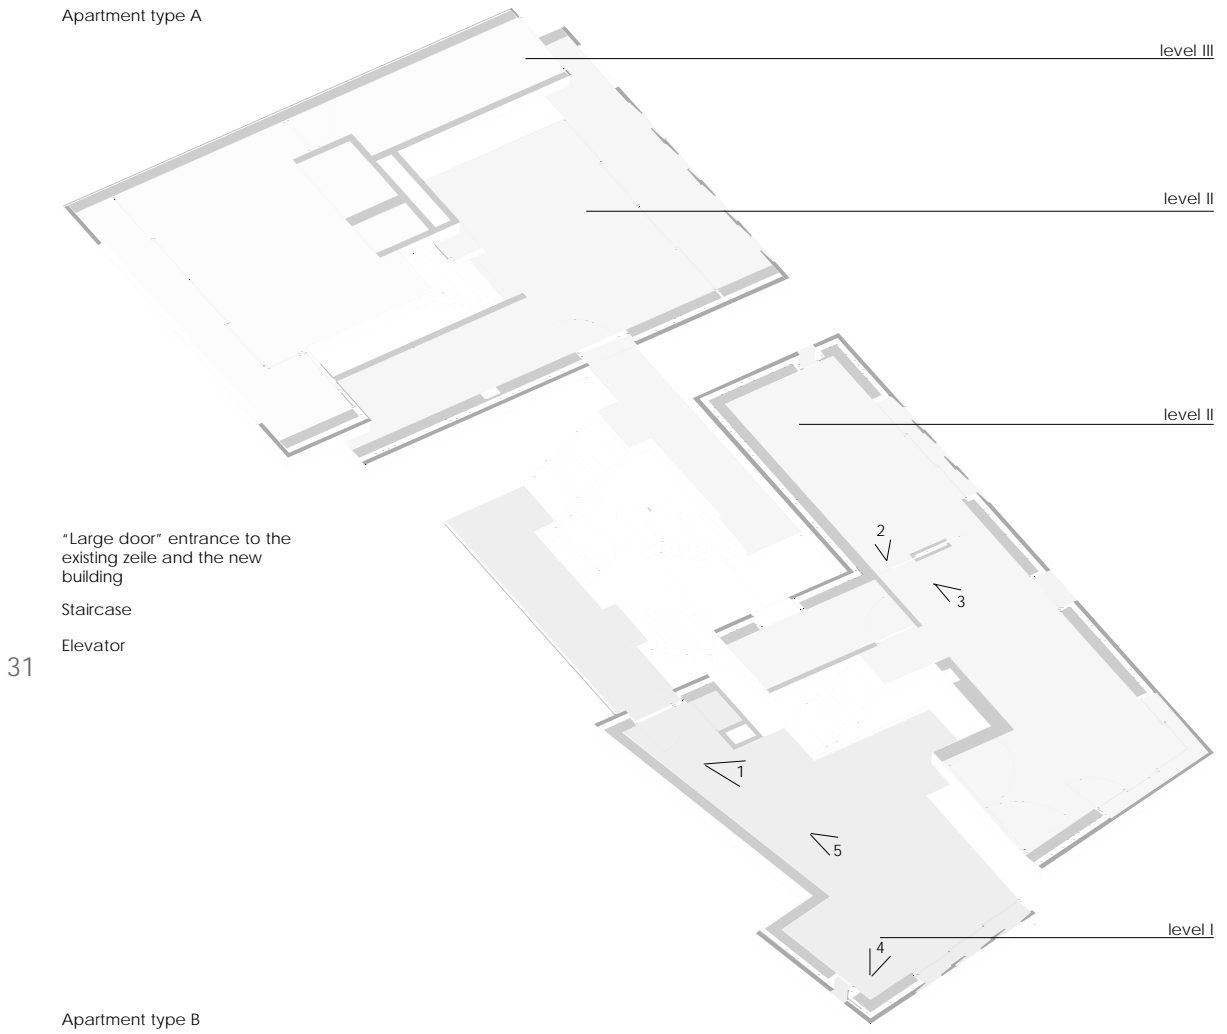 Apartment type A
level III
level II
level II
2
3
"Large door" entrance to the
existing zeile and the new
building
Staircase
Elevator
31
1
5
level I
4
Apartment type B